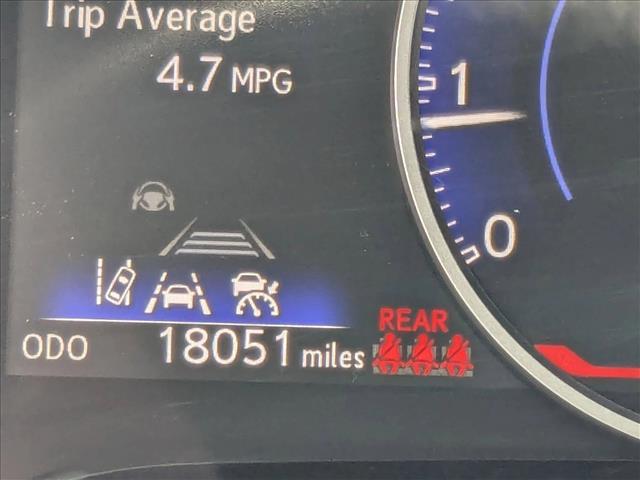 Trip Average
4.7 MPG
1
0
REAR
ODO 18051 miles